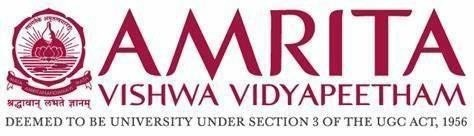 AMRITA
VISHWA VIDYAPEETHAM
श्रद्धावान् लभते ज्ञानम्
DEEMED TO BE UNIVERSITY UNDER SECTION 3 OF THE UGC ACT, 1956